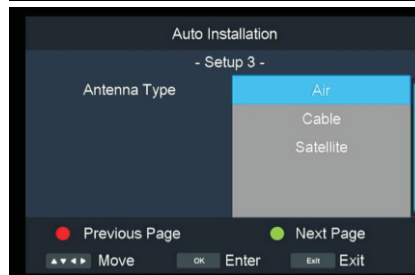 Auto Installation
- Setup 3 -
Antenna Type Air
Cable
Satellite
Previous Page Next Page
Move OK Enter Exit Exit